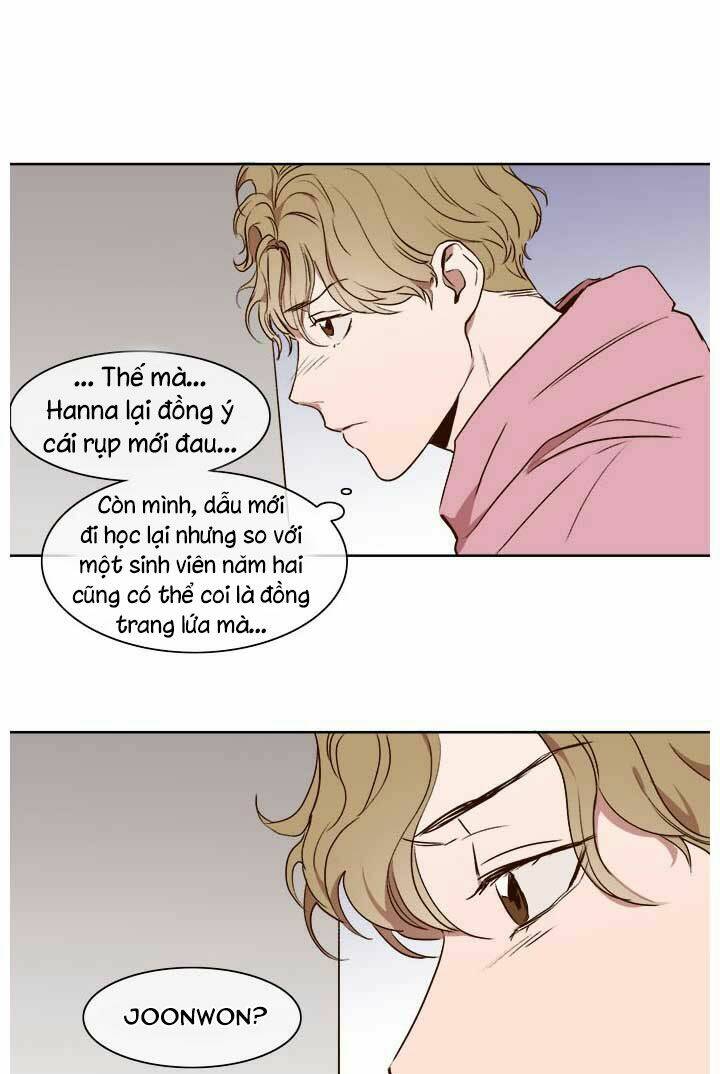 ... Thế mà...
Hanna lại đồng ý
cái rụp mới đau...
Còn mình, dẫu mới
đi học lại nhưng so với
một sinh viên năm hai
cũng có thể coi là đồng
trang lứa mà...
JOONWON?